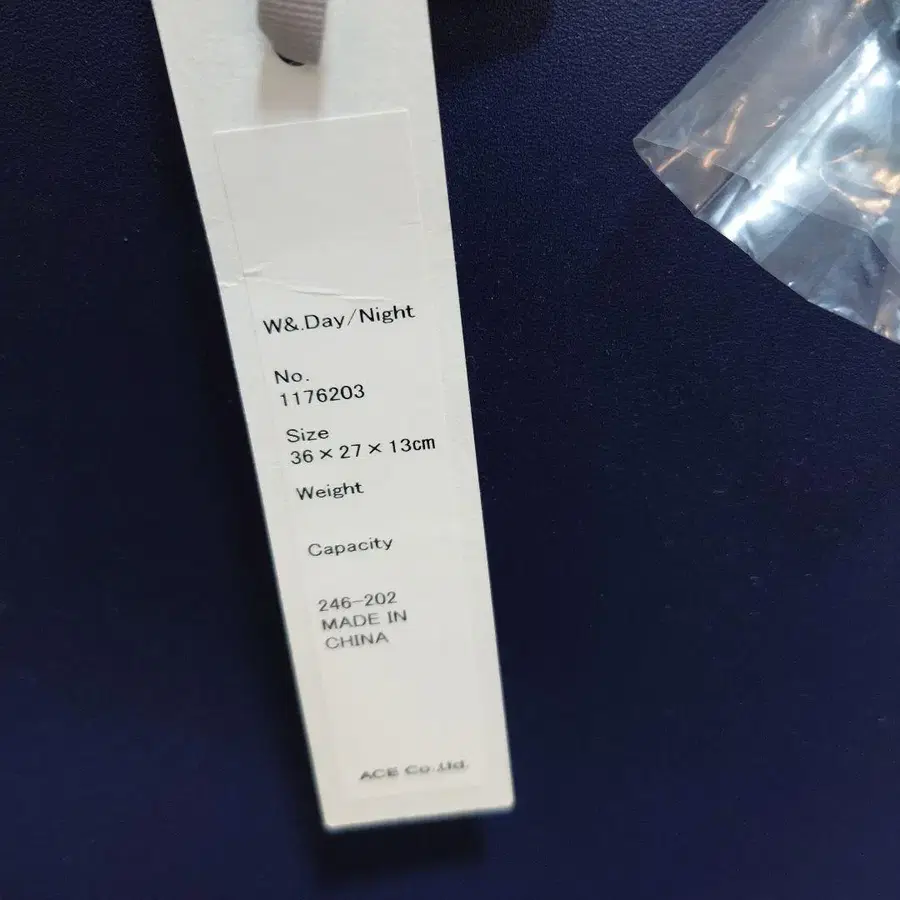 W&.Day/Night
No.
1176203
Size
36×27×13cm
Weight
Capacity
246-202
MADE IN
CHINA
ACE Co.,Ltd.